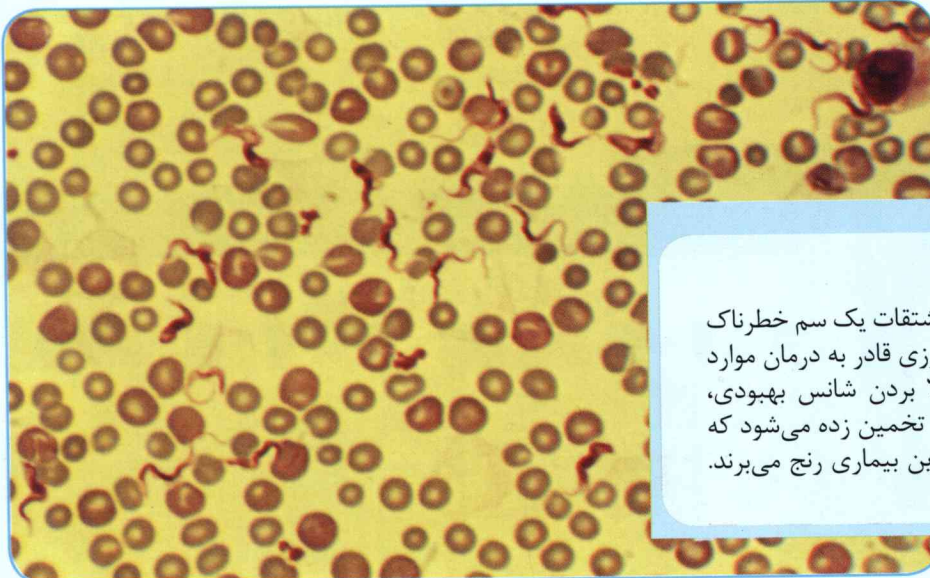 شتقات یک سم خطرناک
زی قادر به درمان موارد
بردن شانس بهبودی،
تخمین زده می‌شود که
ین بیماری رنج می‌برند.